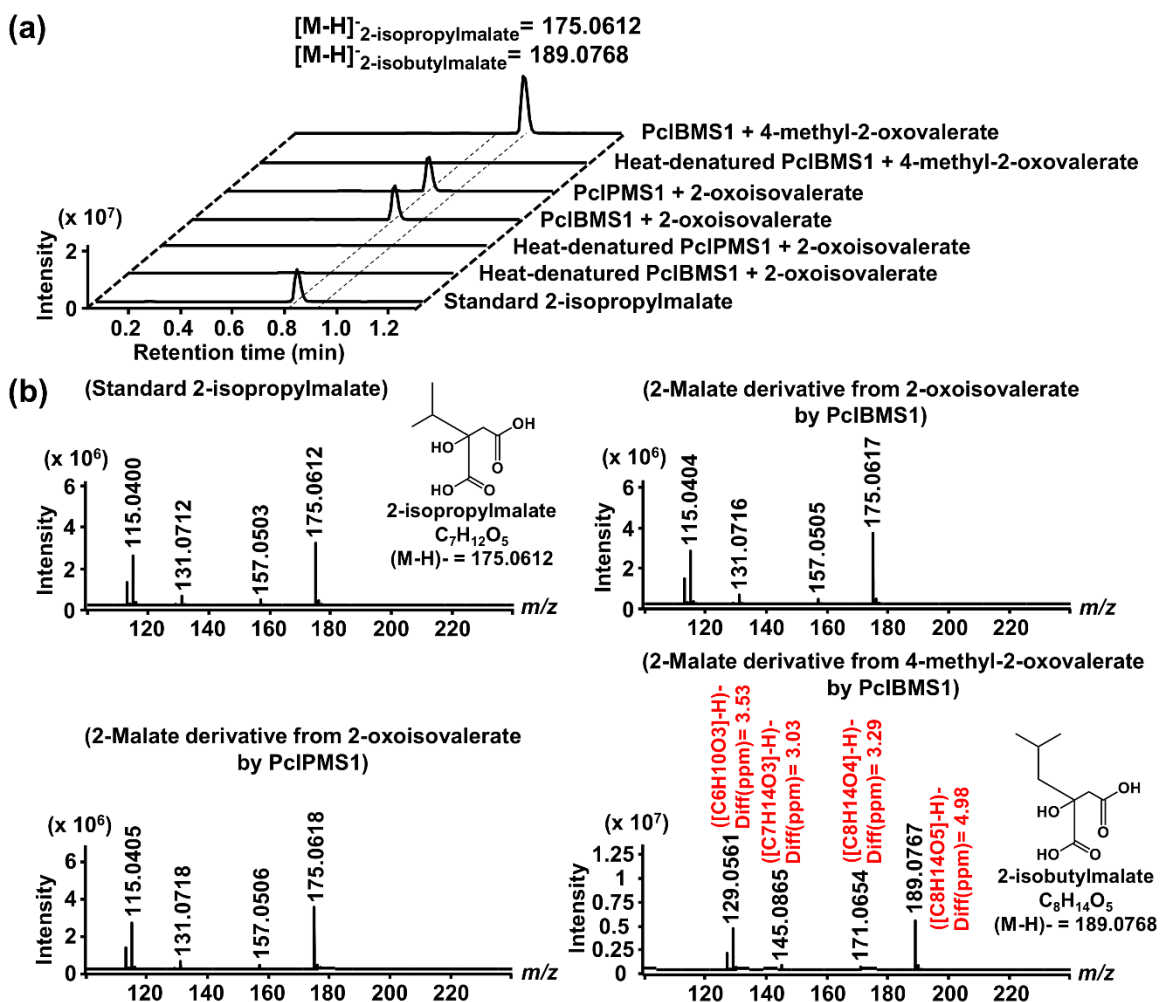 (a)
[M-H]-2-isopropylmalate= 175.0612
[M-H]-2-isobutylmalate= 189.0768
PcIBMS1 + 4-methyl-2-oxovalerate
Heat-denatured PcIBMS1 + 4-methyl-2-oxovalerate
PcIPMS1 + 2-oxoisovalerate
PcIBMS1 + 2-oxoisovalerate
Heat-denatured PcIPMS1 + 2-oxoisovalerate
Heat-denatured PcIBMS1 + 2-oxoisovalerate
Standard 2-isopropylmalate
(x 10⁷)
2
0
Intensity
0.2 0.4 0.6 0.8 1.0 1.2
Retention time (min)
(b)
(Standard 2-isopropylmalate)
(x 10⁶)
6
4
2
0
Intensity
115.0400
131.0712
157.0503
175.0612
120 140 160 180 200 220
m/z
OH
HO
O
HO
O
2-isopropylmalate
C₇H₁₂O₅
(M-H)- = 175.0612
(2-Malate derivative from 2-oxoisovalerate
by PcIBMS1)
(x 10⁶)
6
4
2
0
Intensity
115.0404
131.0716
157.0505
175.0617
120 140 160 180 200 220
m/z
(2-Malate derivative from 2-oxoisovalerate
by PcIPMS1)
(x 10⁶)
6
4
2
0
Intensity
115.0405
131.0718
157.0506
175.0618
120 140 160 180 200 220
m/z
(2-Malate derivative from 4-methyl-2-oxovalerate
by PcIBMS1)
(x 10⁷)
1.25
1
0.75
0.5
0.25
0
Intensity
129.0561
([C6H10O3]-H)-
Diff(ppm)= 3.53
145.0865
([C7H14O3]-H)-
Diff(ppm)= 3.03
171.0654
([C8H14O4]-H)-
Diff(ppm)= 3.29
189.0767
([C8H14O5]-H)-
Diff(ppm)= 4.98
120 140 160 180 200 220
m/z
OH
HO
O
HO
O
2-isobutylmalate
C₈H₁₄O₅
(M-H)- = 189.0768